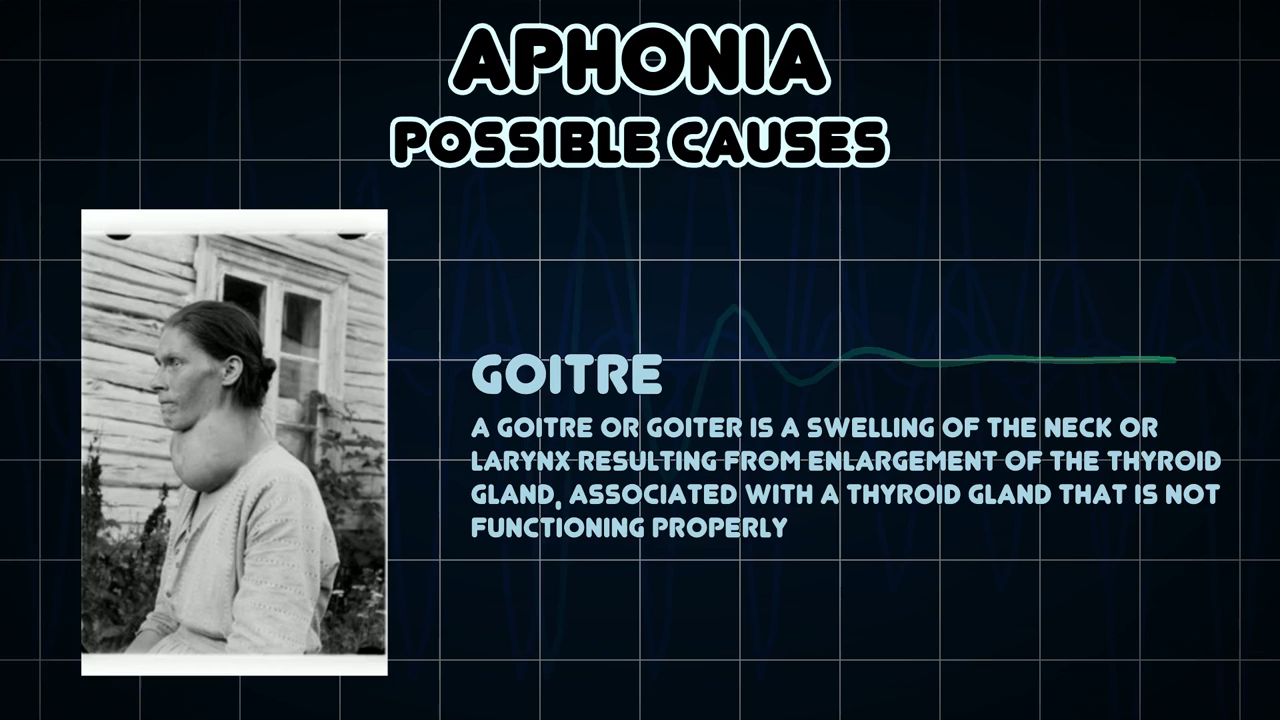 APHONIA
POSSIBLE CAUSES
GOITRE
A GOITRE OR GOITER IS A SWELLING OF THE NECK OR
LARYNX RESULTING FROM ENLARGEMENT OF THE THYROID
GLAND, ASSOCIATED WITH A THYROID GLAND THAT IS NOT
FUNCTIONING PROPERLY